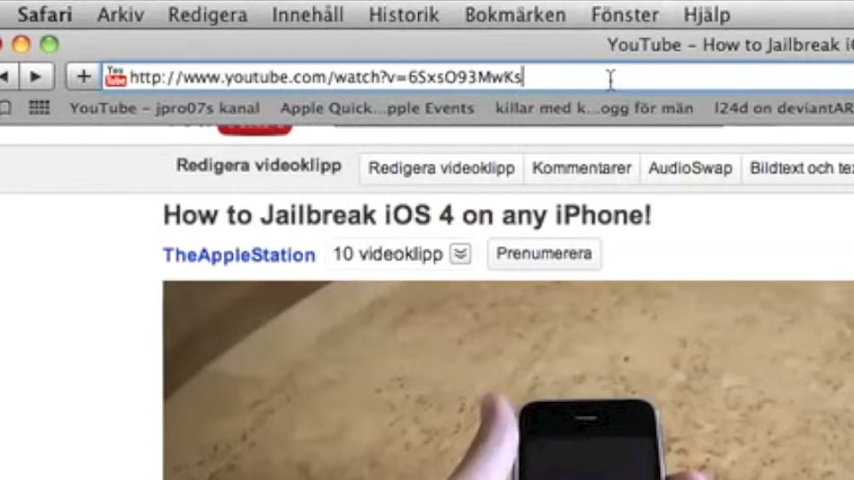 Safari Arkiv Redigera Innehåll Historik Bokmärken Fönster Hjälp
YouTube – How to Jailbreak
You Tube http://www.youtube.com/watch?v=6SxsO93MwKs
YouTube – jpro07s kanal Apple Quick...pple Events killar med k...ogg för män l24d on deviantAR
Redigera videoklipp Redigera videoklipp Kommentarer AudioSwap Bildtext och
How to Jailbreak iOS 4 on any iPhone!
TheAppleStation 10 videoklipp Prenumerera